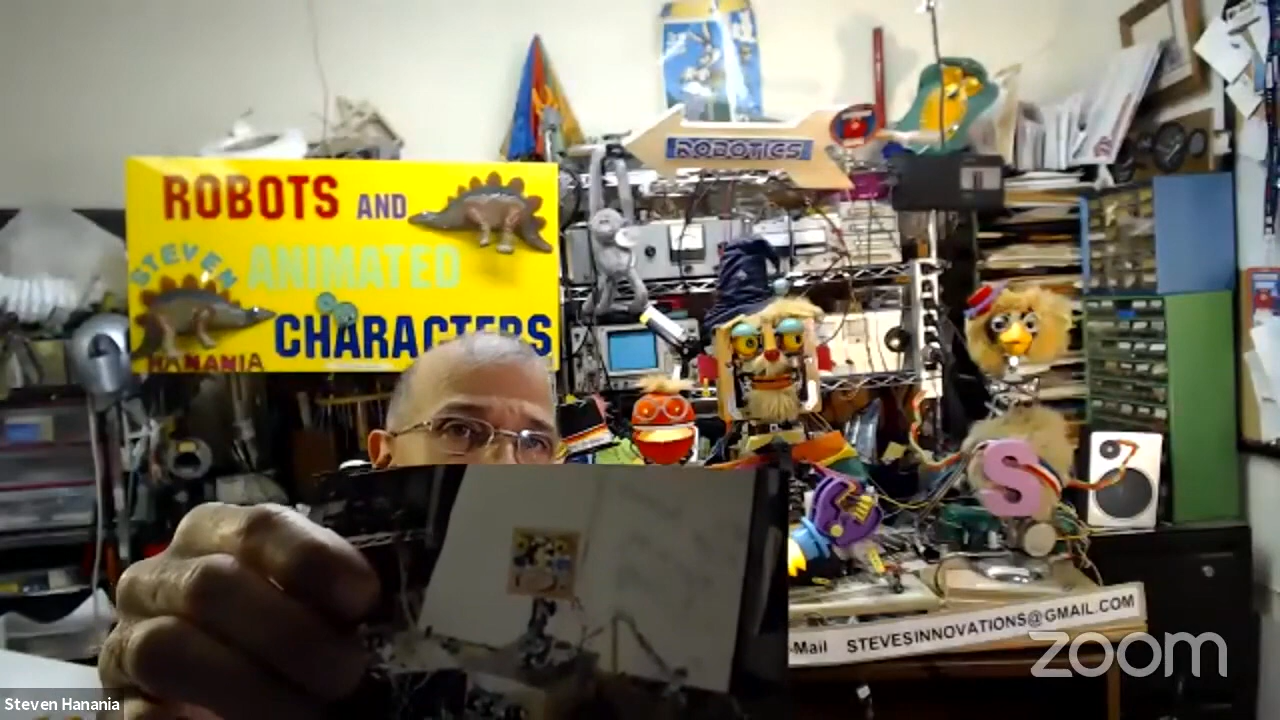 ROBOTICS
ROBOTS AND
STEVEN
ANIMATED
CHARACTERS
HANANIA
S
-Mail STEVESINNOVATIONS@GMAIL.COM
zoom
Steven Hanania